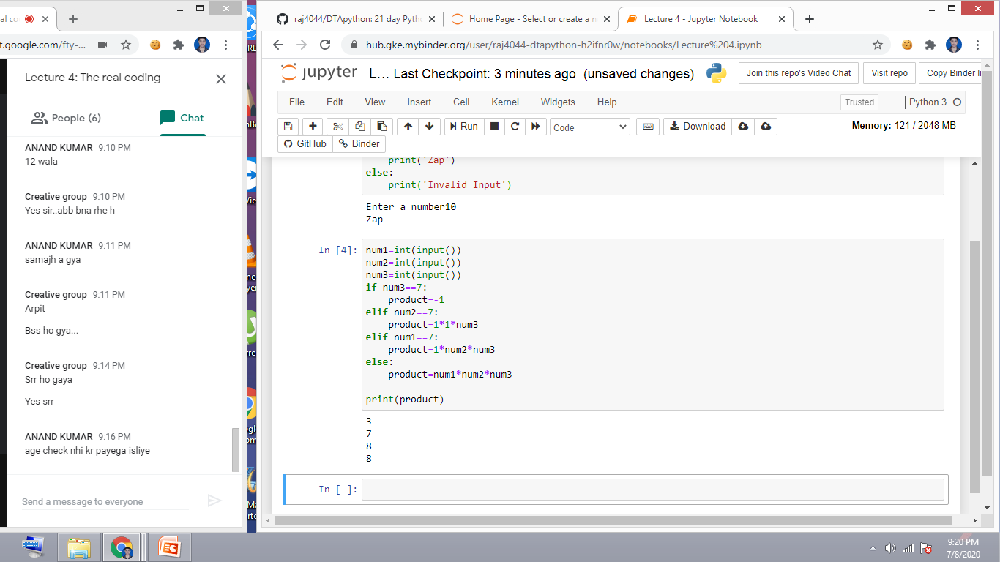 al co
t.google.com/fty-...
Lecture 4: The real coding
People (6)
Chat
ANAND KUMAR 9:10 PM
12 wala
Creative group 9:10 PM
Yes sir..abb bna rhe h
ANAND KUMAR 9:11 PM
samajh a gya
Creative group 9:11 PM
Arpit
Bss ho gya...
Creative group 9:14 PM
Srr ho gaya
Yes srr
ANAND KUMAR 9:16 PM
age check nhi kr payega isliye
Send a message to everyone
raj4044/DTApython: 21 day Pytho
Home Page - Select or create a n
Lecture 4 - Jupyter Notebook
hub.gke.mybinder.org/user/raj4044-dtapython-h2ifnr0w/notebooks/Lecture%204.ipynb
jupyter L... Last Checkpoint: 3 minutes ago (unsaved changes)
Join this repo's Video Chat
Visit repo
Copy Binder li
File Edit View Insert Cell Kernel Widgets Help
Trusted
Python 3
Run
Code
Download
Memory: 121 / 2048 MB
GitHub
Binder
print('Zap')
else:
print('Invalid Input')
Enter a number10
Zap
In [4]:
num1=int(input())
num2=int(input())
num3=int(input())
if num3==7:
product=-1
elif num2==7:
product=1*1*num3
elif num1==7:
product=1*num2*num3
else:
product=num1*num2*num3
print(product)
3
7
8
8
In [ ]:
9:20 PM
7/8/2020